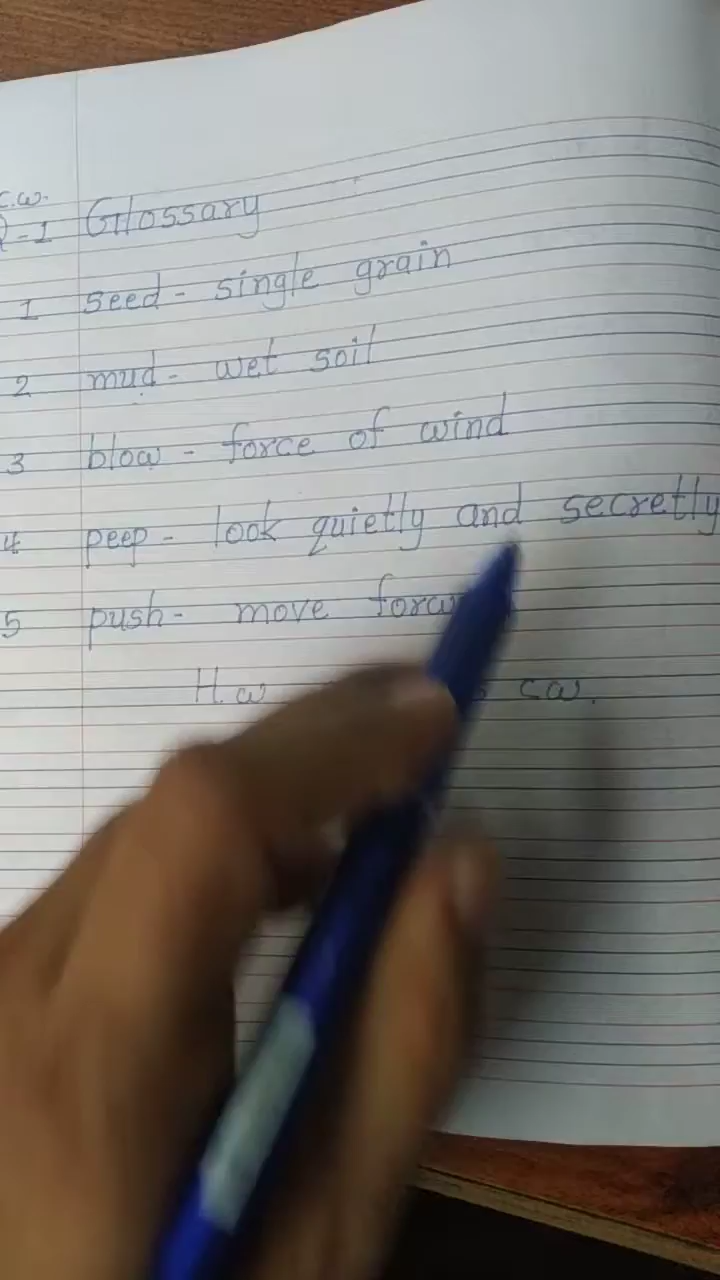 c.w.
Q-1 Glossary
1 seed - single grain
2 mud - wet soil
3 blow - force of wind
4 peep - look quietly and secretly
5 push - move
H.w c.w.